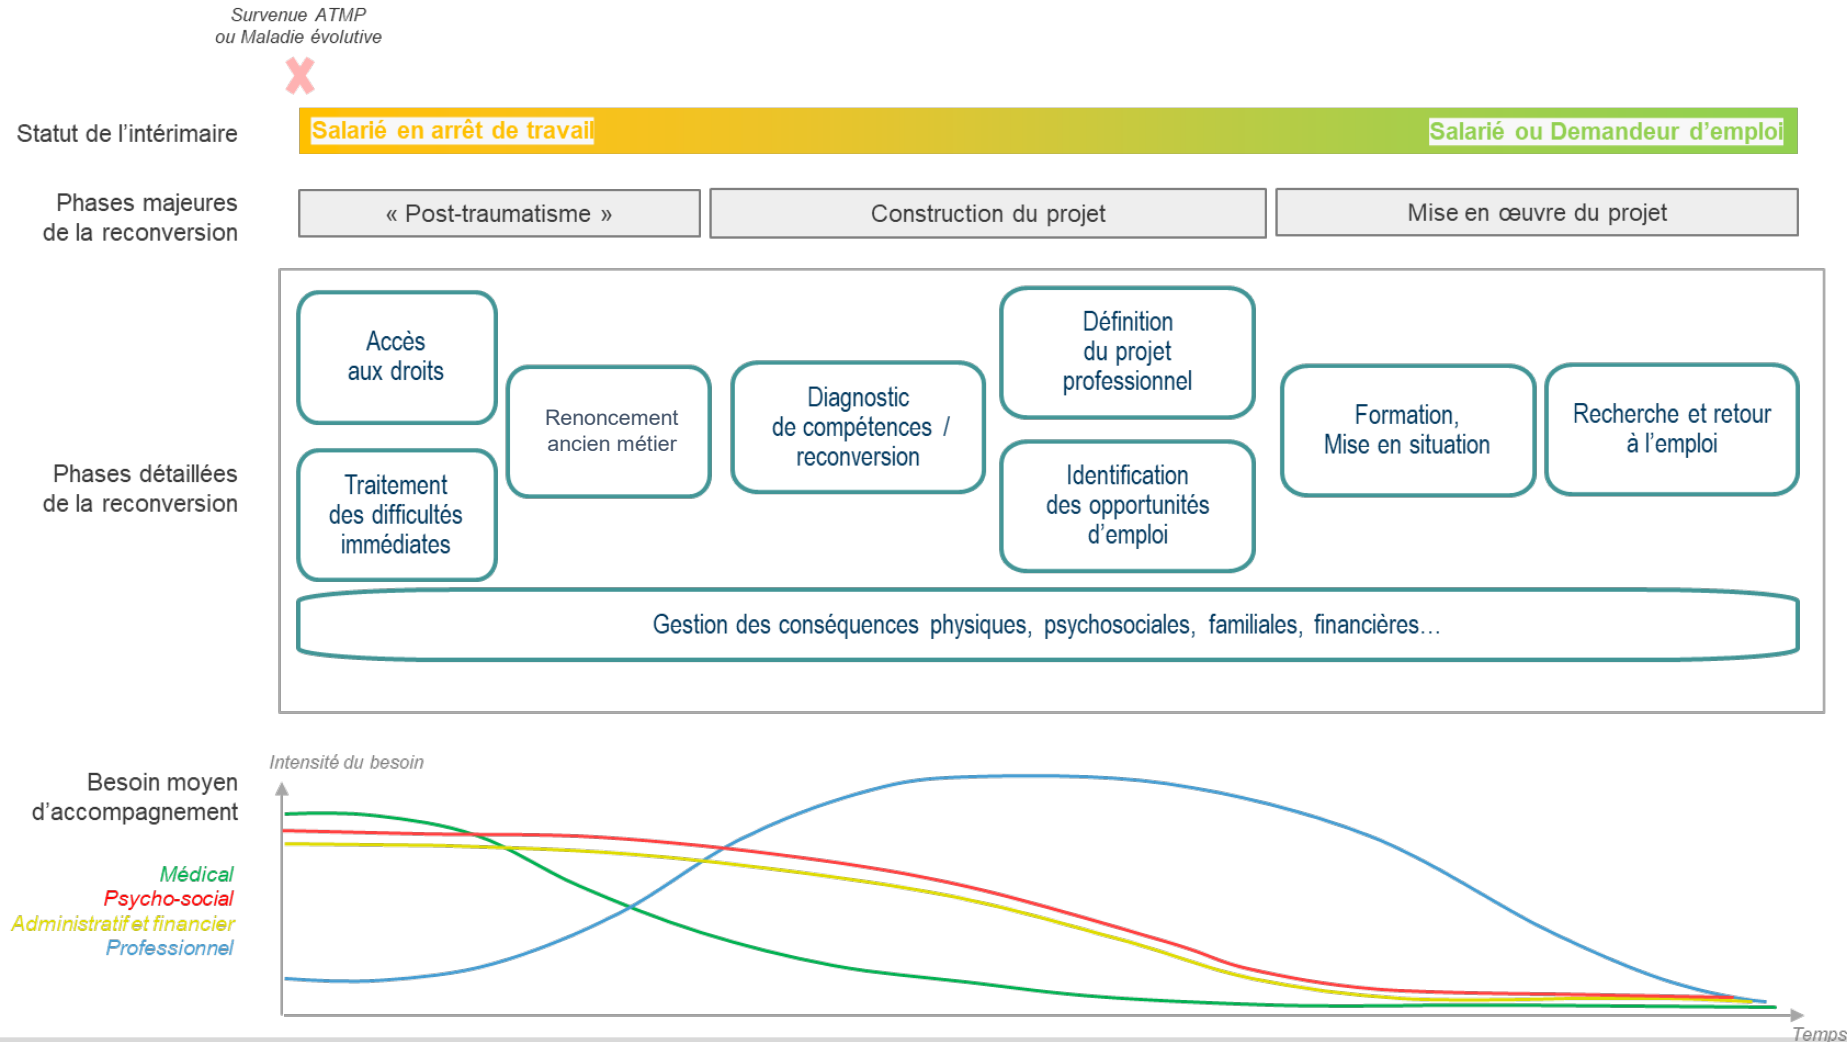 Survenue ATMP
ou Maladie évolutive
Statut de l’intérimaire
Salarié en arrêt de travail
Salarié ou Demandeur d’emploi
Phases majeures
de la reconversion
« Post-traumatisme »
Construction du projet
Mise en œuvre du projet
Phases détaillées
de la reconversion
Accès
aux droits
Traitement
des difficultés
immédiates
Renoncement
ancien métier
Diagnostic
de compétences /
reconversion
Définition
du projet
professionnel
Identification
des opportunités
d’emploi
Formation,
Mise en situation
Recherche et retour
à l’emploi
Gestion des conséquences physiques, psychosociales, familiales, financières…
Besoin moyen
d’accompagnement
Intensité du besoin
Médical
Psycho-social
Administratif et financier
Professionnel
Temps